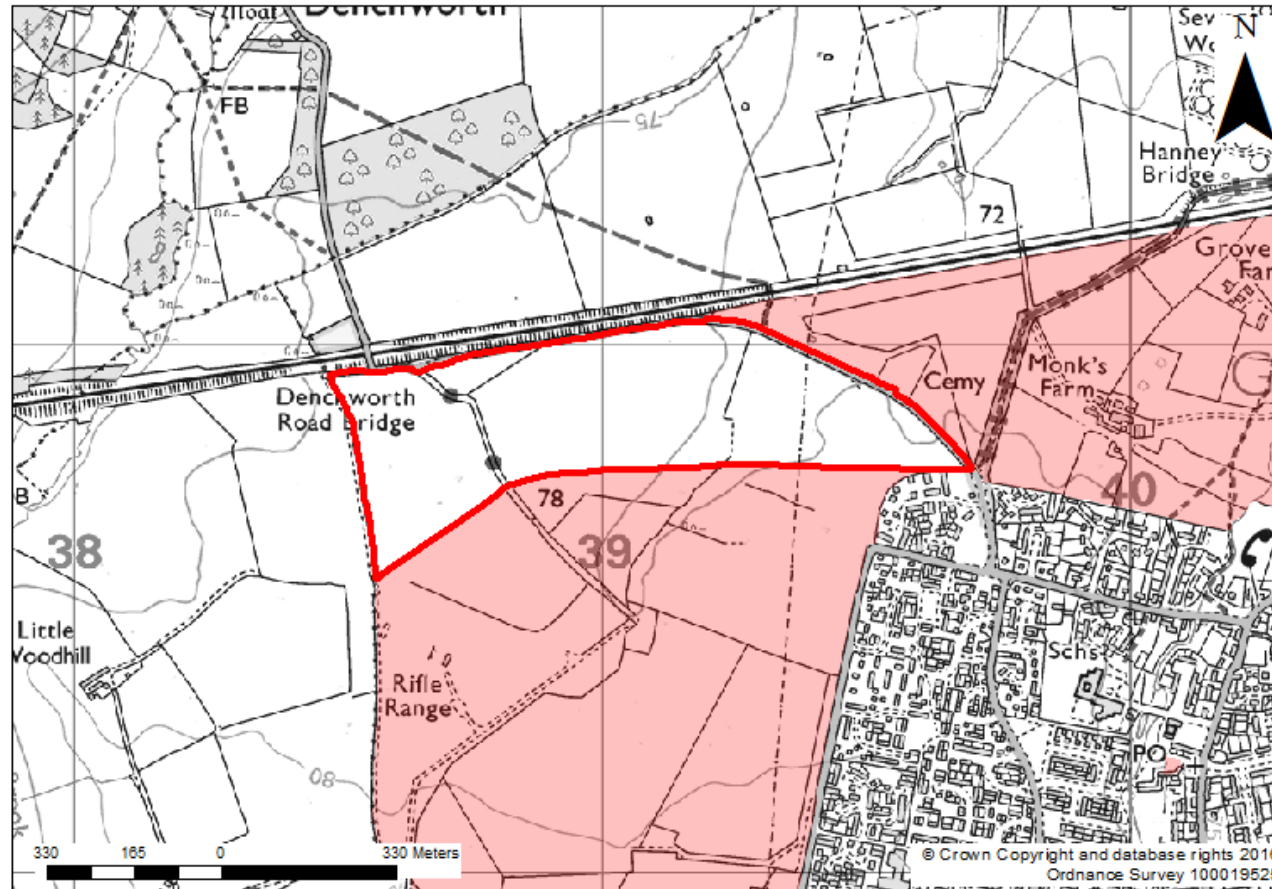 Moat
Denchworth
N
FB
75
Hanney
Bridge
72
Grove
Denchworth
Road Bridge
Cemy
Monk's
Farm
78
38
39
40
Little
Woodhill
Rifle
Range
Schs
80
PO
330 165 0 330 Meters
© Crown Copyright and database rights 2016
Ordnance Survey 100019525